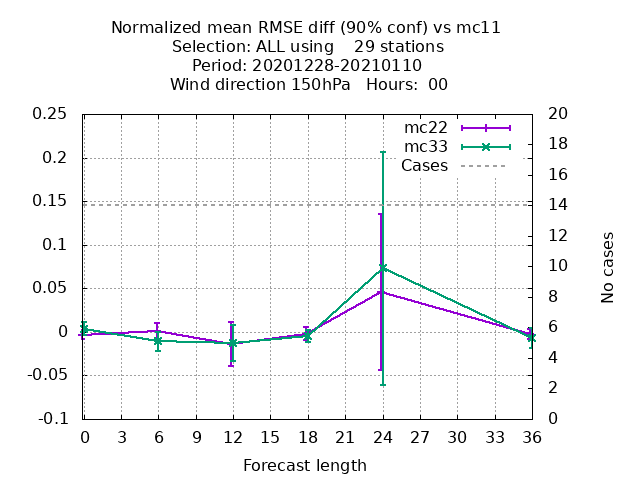 Normalized mean RMSE diff (90% conf) vs mc11
Selection: ALL using    29 stations
Period: 20201228-20210110
Wind direction 150hPa   Hours:  00
0.25
0.2
0.15
0.1
0.05
0
-0.05
-0.1
20
18
16
14
12
10
8
6
4
2
0
mc22
mc33
Cases
No cases
0 3 6 9 12 15 18 21 24 27 30 33 36
Forecast length